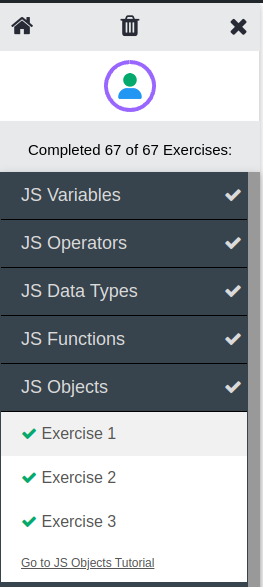 Completed 67 of 67 Exercises:
JS Variables
JS Operators
JS Data Types
JS Functions
JS Objects
Exercise 1
Exercise 2
Exercise 3
Go to JS Objects Tutorial